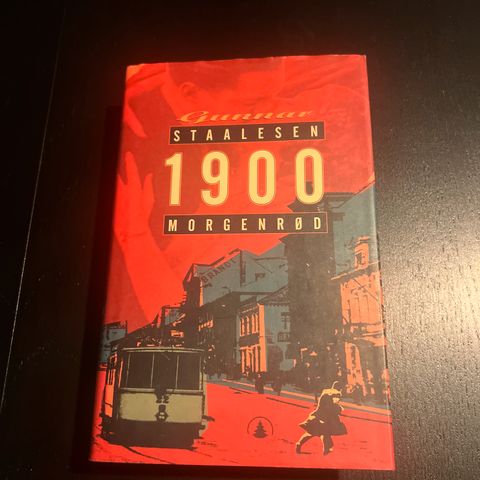 Gunnar
STAALESEN
1900
MORGENRØD